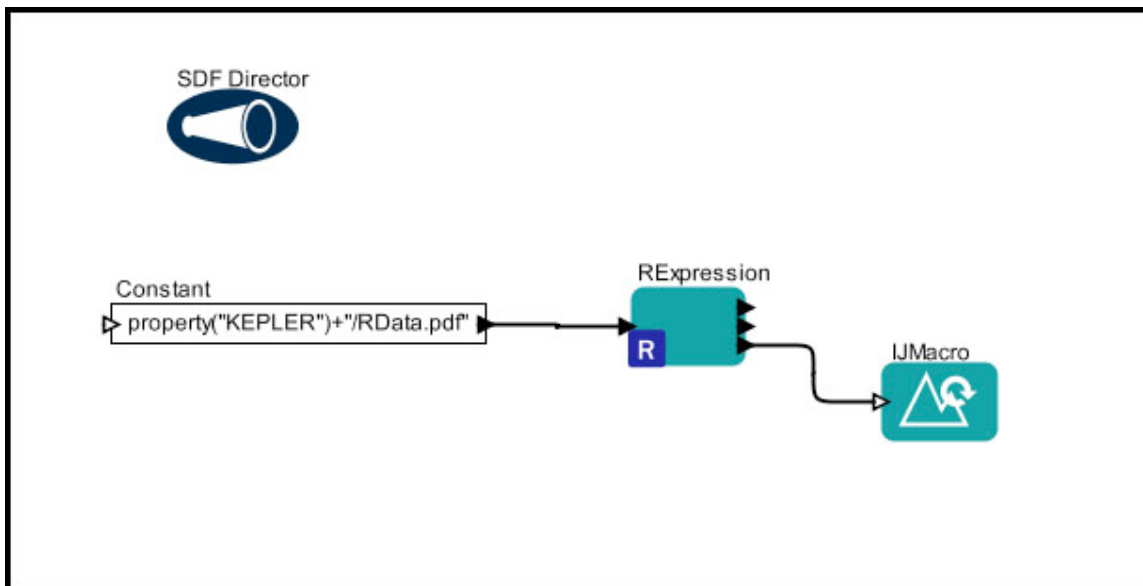 SDF Director
Constant
property("KEPLER")+"/RData.pdf"
RExpression
R
IJMacro